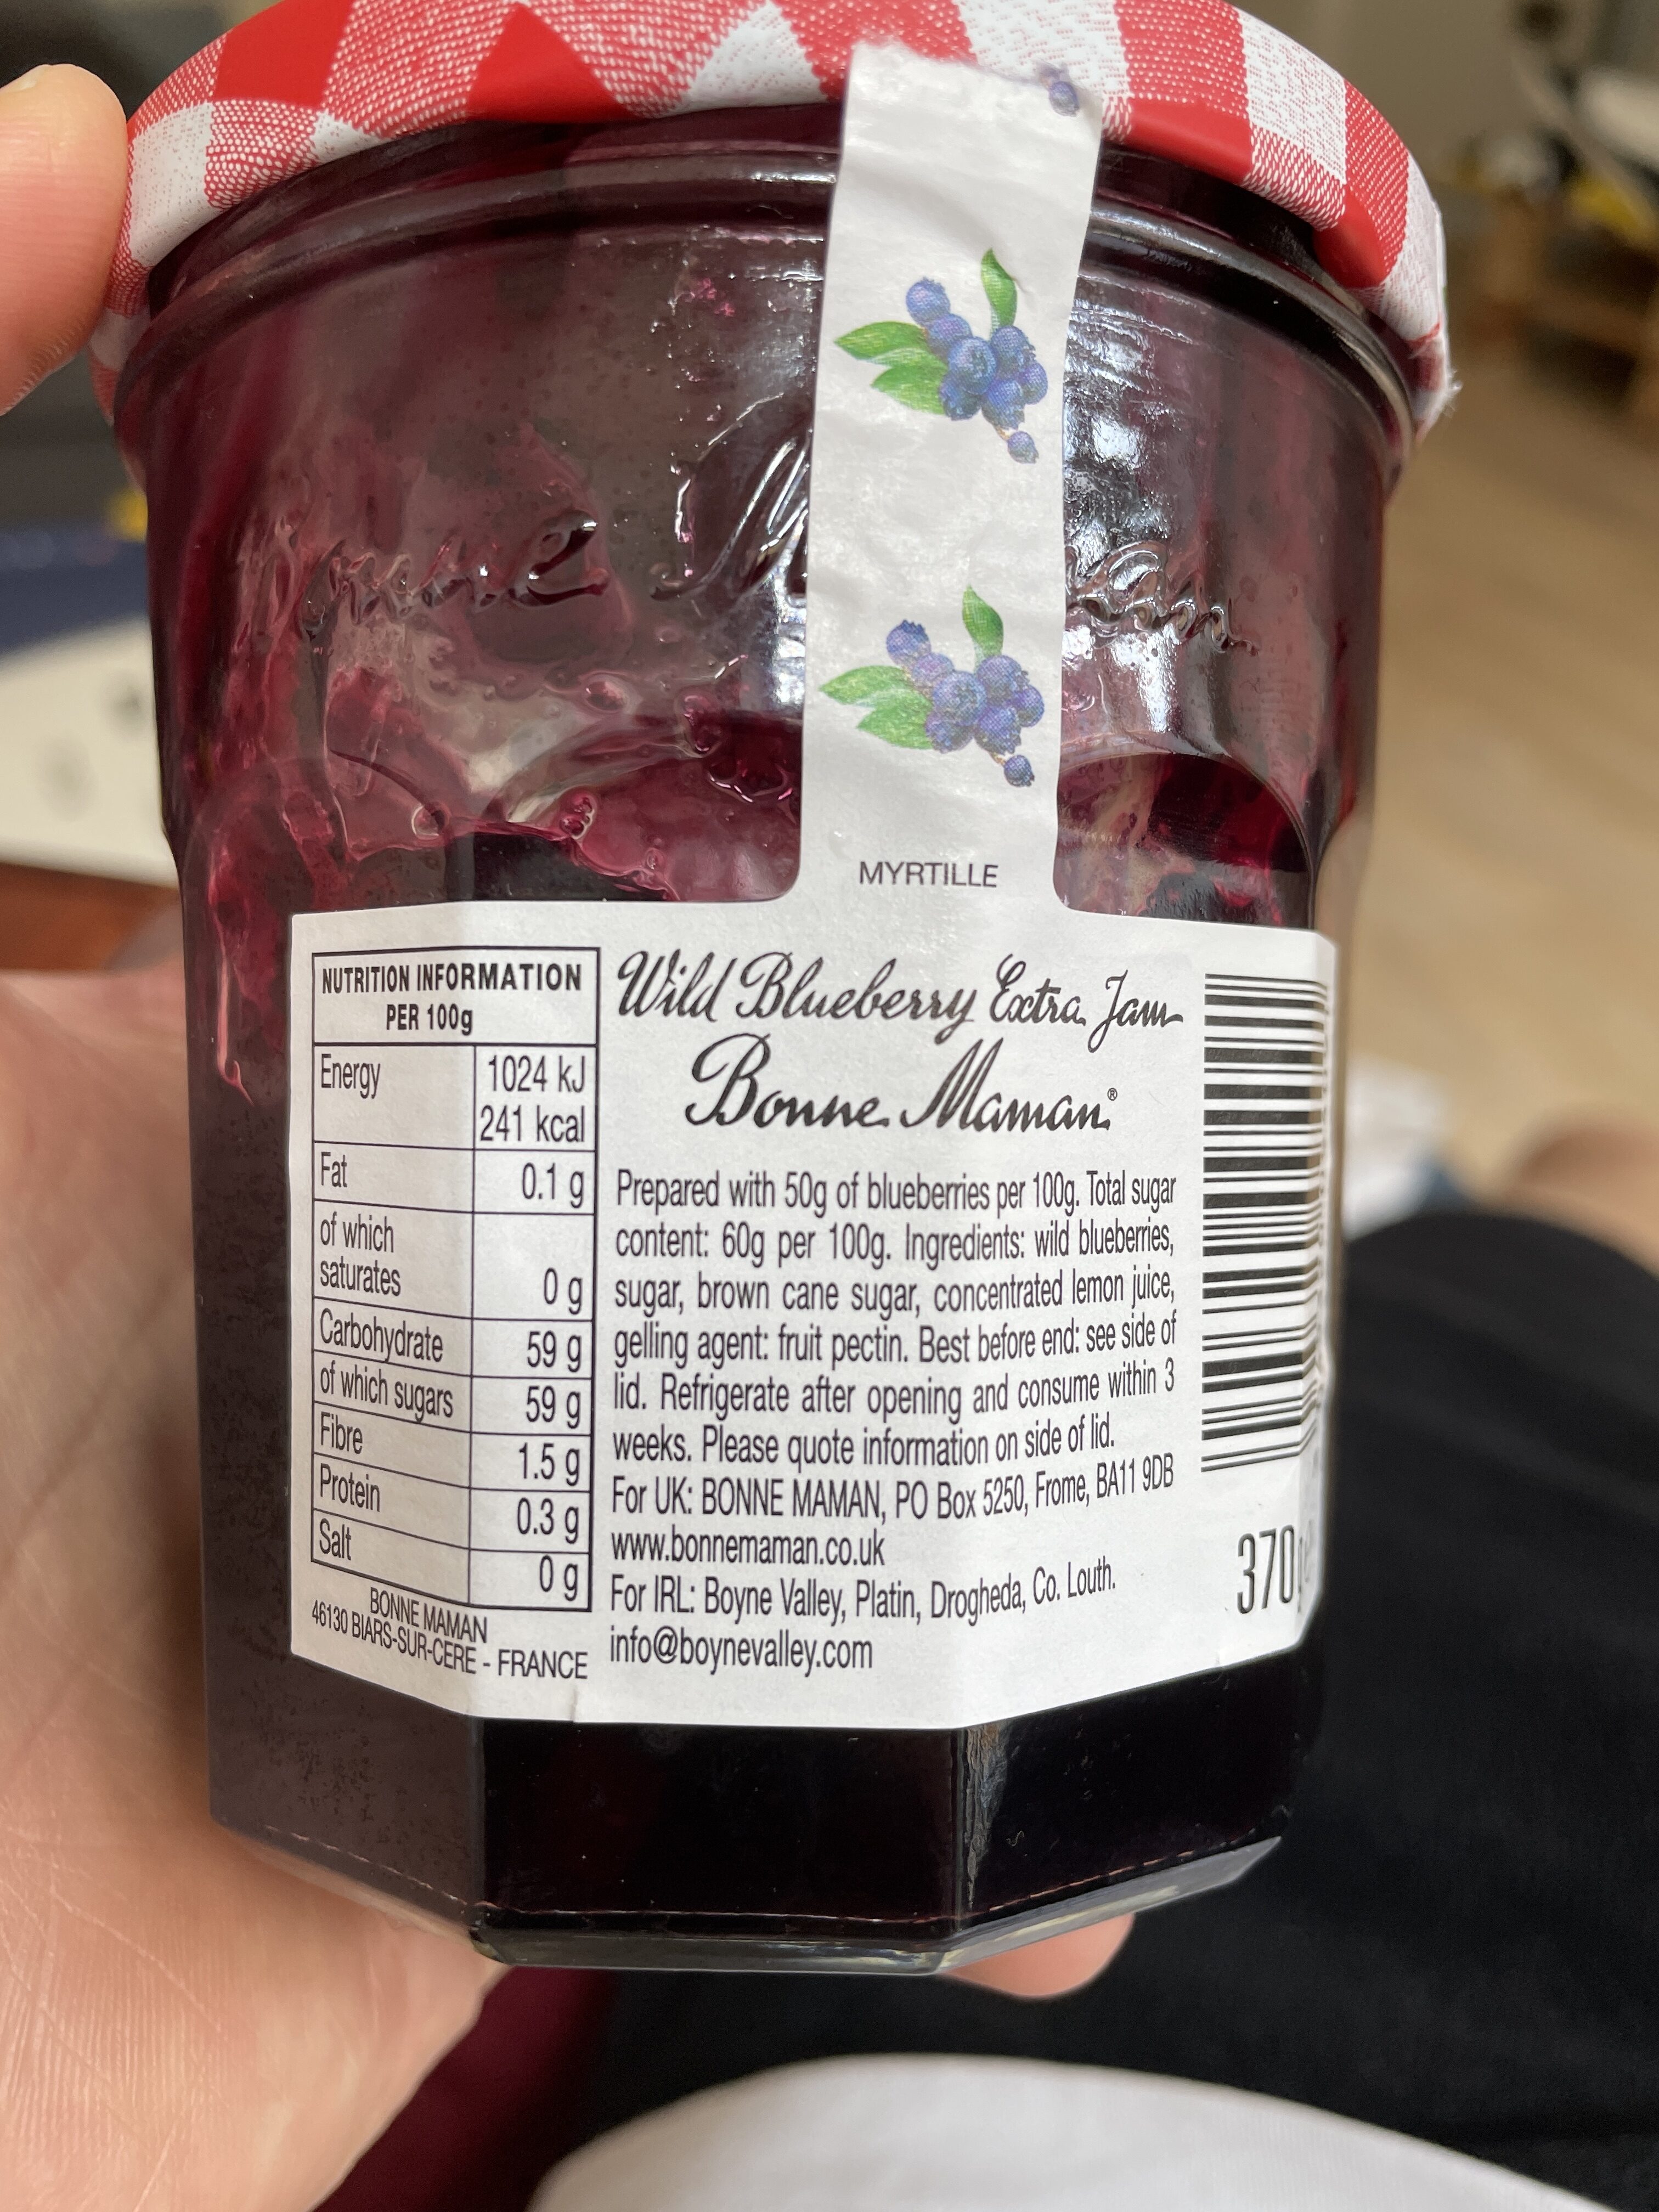 MYRTILLE
NUTRITION INFORMATION
PER 100g
Energy 1024 kJ
241 kcal
Fat 0.1 g
of which
saturates 0 g
Carbohydrate 59 g
of which sugars 59 g
Fibre 1.5 g
Protein 0.3 g
Salt 0 g
BONNE MAMAN
46130 BIARS-SUR-CERE - FRANCE
Wild Blueberry Extra Jam
Bonne Maman®
Prepared with 50g of blueberries per 100g. Total sugar
content: 60g per 100g. Ingredients: wild blueberries,
sugar, brown cane sugar, concentrated lemon juice,
gelling agent: fruit pectin. Best before end: see side of
lid. Refrigerate after opening and consume within 3
weeks. Please quote information on side of lid.
For UK: BONNE MAMAN, PO Box 5250, Frome, BA11 9DB
www.bonnemaman.co.uk
For IRL: Boyne Valley, Platin, Drogheda, Co. Louth.
info@boynevalley.com
370